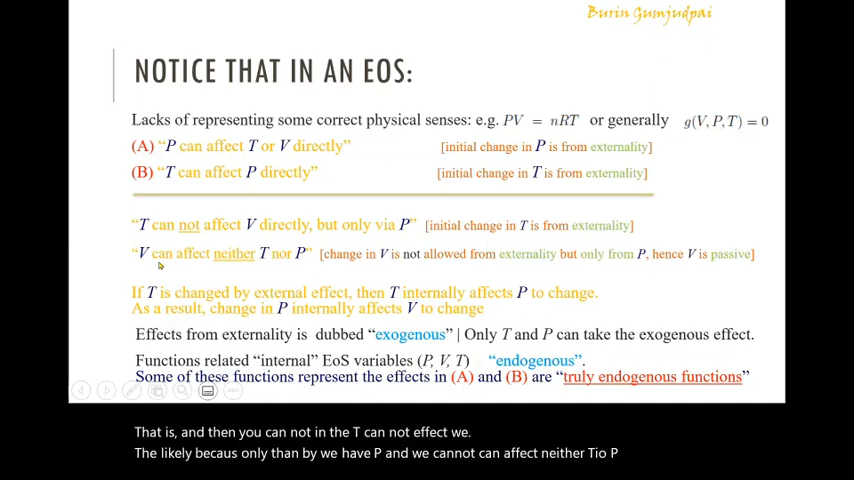 Burin Gumjudpai
NOTICE THAT IN AN EOS:
Lacks of representing some correct physical senses: e.g. PV = nRT or generally g(V, P, T) = 0
(A) “P can affect T or V directly” [initial change in P is from externality]
(B) “T can affect P directly” [initial change in T is from externality]
“T can not affect V directly, but only via P” [initial change in T is from externality]
“V can affect neither T nor P” [change in V is not allowed from externality but only from P, hence V is passive]
If T is changed by external effect, then T internally affects P to change.
As a result, change in P internally affects V to change
Effects from externality is dubbed “exogenous” | Only T and P can take the exogenous effect.
Functions related “internal” EoS variables (P, V, T) “endogenous”.
Some of these functions represent the effects in (A) and (B) are “truly endogenous functions”
That is, and then you can not in the T can not effect we.
The likely becaus only than by we have P and we cannot can affect neither Tio P